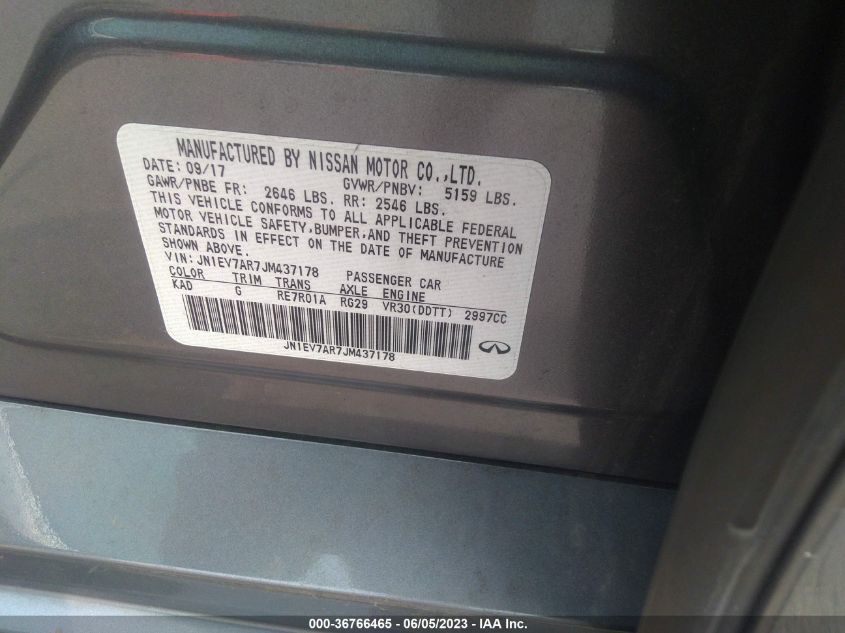 MANUFACTURED BY NISSAN MOTOR CO.,LTD.
DATE: 09/17 GVWR/PNBV: 5159 LBS.
GAWR/PNBE FR: 2646 LBS. RR: 2546 LBS.
THIS VEHICLE CONFORMS TO ALL APPLICABLE FEDERAL
MOTOR VEHICLE SAFETY,BUMPER,AND THEFT PREVENTION
STANDARDS IN EFFECT ON THE DATE OF MANUFACTURE
SHOWN ABOVE.
VIN: JN1EV7AR7JM437178 PASSENGER CAR
COLOR TRIM TRANS AXLE ENGINE
KAD G RE7R01A RG29 VR30(DDTT) 2997CC
JN1EV7AR7JM437178
000-36766465 - 06/05/2023 - IAA Inc.